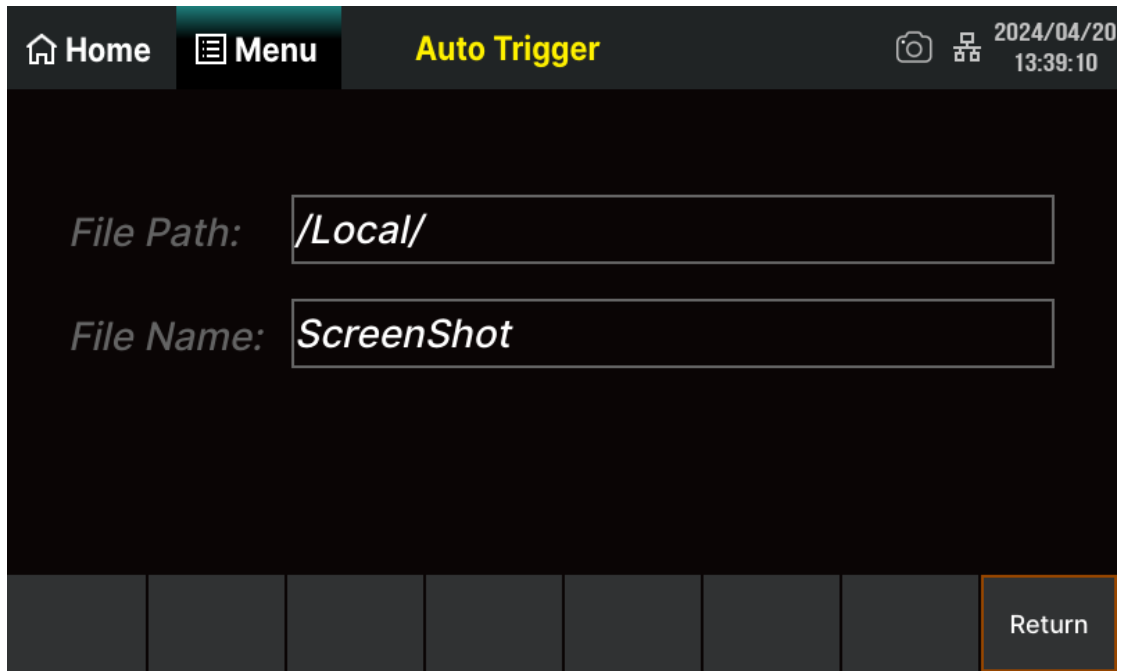 Home Menu Auto Trigger 2024/04/20
13:39:10
File Path: /Local/
File Name: ScreenShot
Return